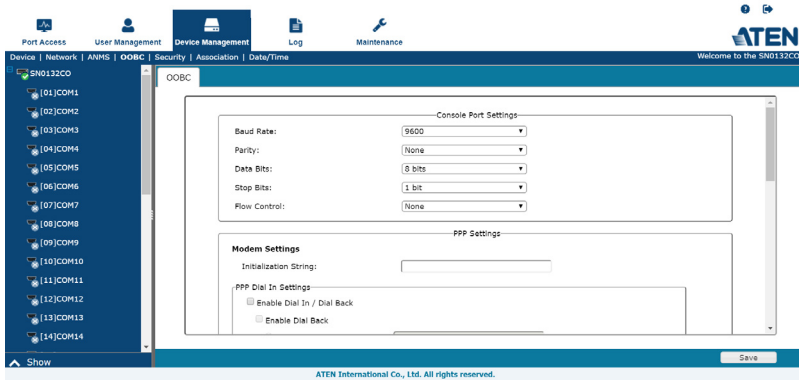 Port Access
User Management
Device Management
Log
Maintenance
ATEN
Device | Network | ANMS | OOBC | Security | Association | Date/Time
Welcome to the SN0132CO
SN0132CO
[01]COM1
[02]COM2
[03]COM3
[04]COM4
[05]COM5
[06]COM6
[07]COM7
[08]COM8
[09]COM9
[10]COM10
[11]COM11
[12]COM12
[13]COM13
[14]COM14
Show
OOBC
Console Port Settings
Baud Rate: 9600
Parity: None
Data Bits: 8 bits
Stop Bits: 1 bit
Flow Control: None
PPP Settings
Modem Settings
Initialization String:
PPP Dial In Settings
Enable Dial In / Dial Back
Enable Dial Back
Save
ATEN International Co., Ltd. All rights reserved.